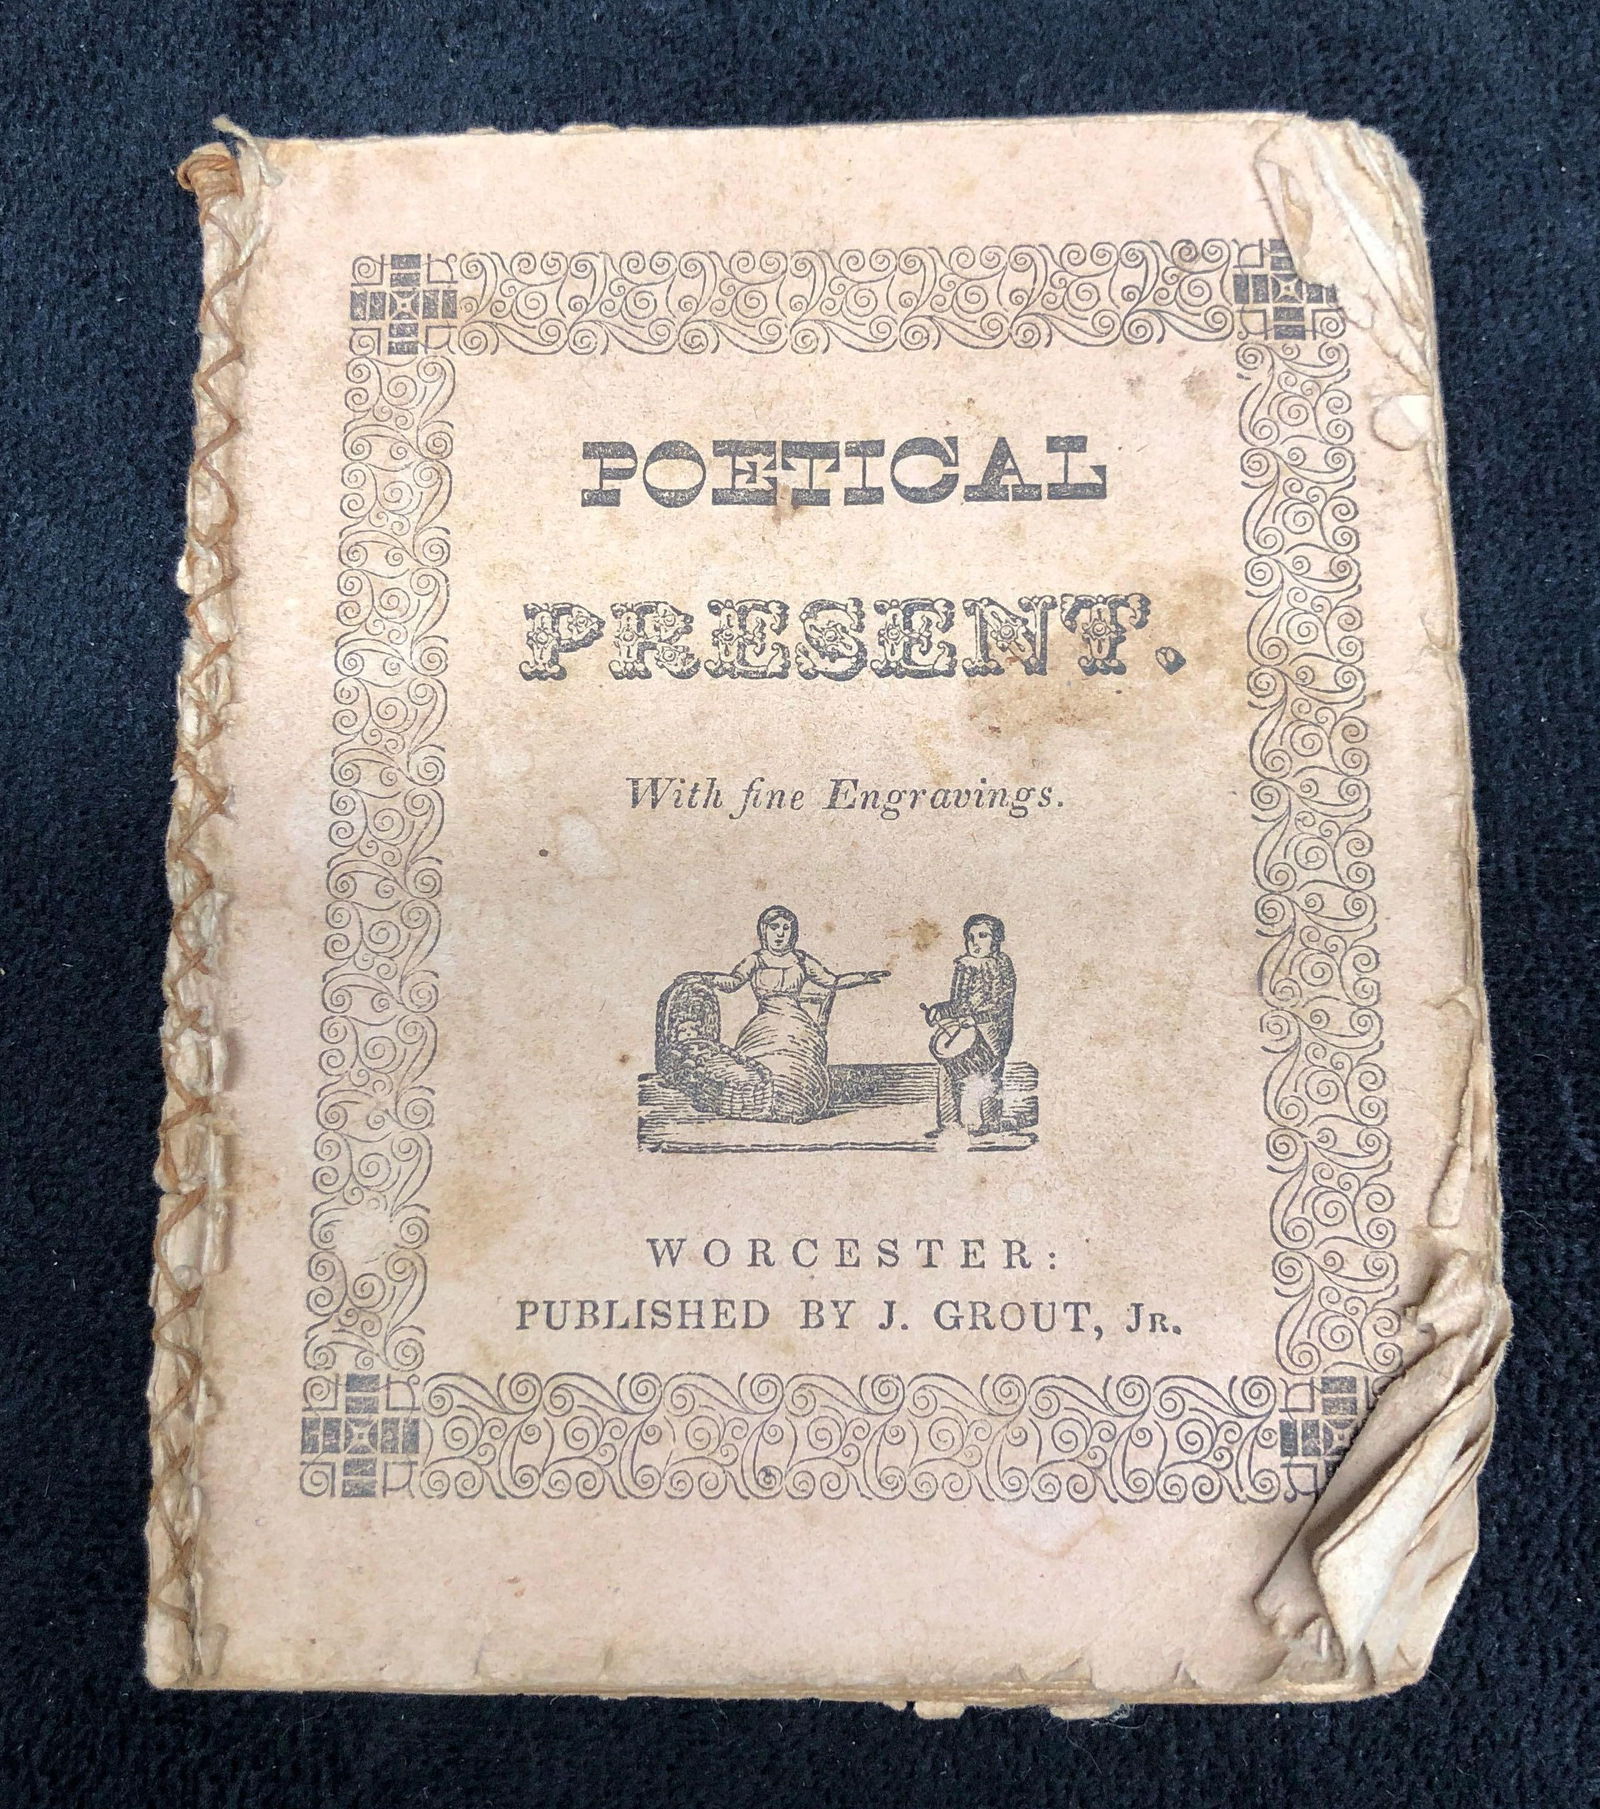 POETICAL
PRESENT.
With fine Engravings.
WORCESTER:
PUBLISHED BY J. GROUT, JR.